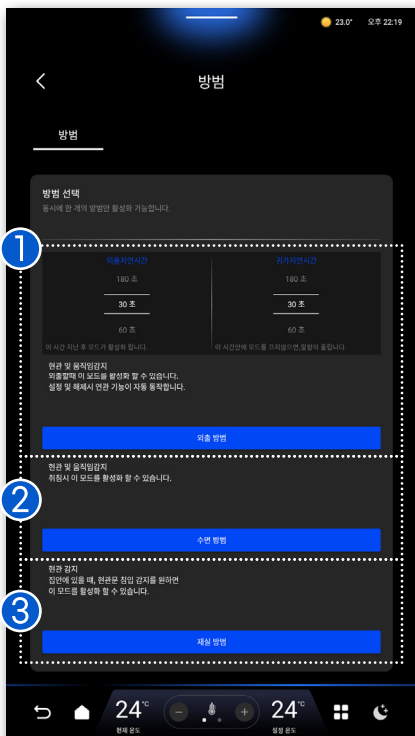 23.0° 오후 22:19
방범
방범
방범 선택
동시에 한 개의 방범만 활성화 가능합니다.
1
외출지연시간 귀가지연시간
180 초 180 초
30 초 30 초
60 초 60 초
이 시간 지난 후 모드가 활성화 됩니다. 이 시간안에 모드를 끄지않으면,알람이 울립니다.
현관 및 움직임감지
외출할때 이 모드를 활성화 할 수 있습니다.
설정 및 해제시 연관 기능이 자동 동작합니다.
외출 방범
2
현관 및 움직임감지
취침시 이 모드를 활성화 할 수 있습니다.
수면 방범
3
현관 감지
집안에 있을 때, 현관문 침입 감지를 원하면
이 모드를 활성화 할 수 있습니다.
재실 방범
24°C 24°C
현재 온도 설정 온도